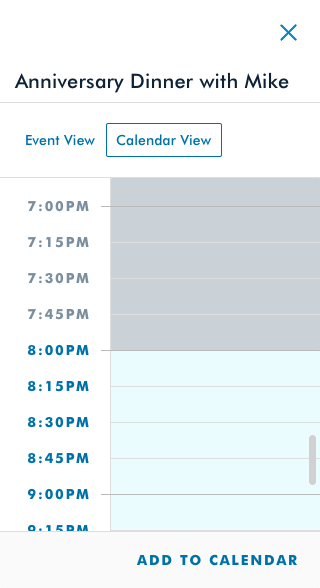 Anniversary Dinner with Mike
Event View
Calendar View
7:00PM
7:15PM
7:30PM
7:45PM
8:00PM
8:15PM
8:30PM
8:45PM
9:00PM
9:15PM
ADD TO CALENDAR